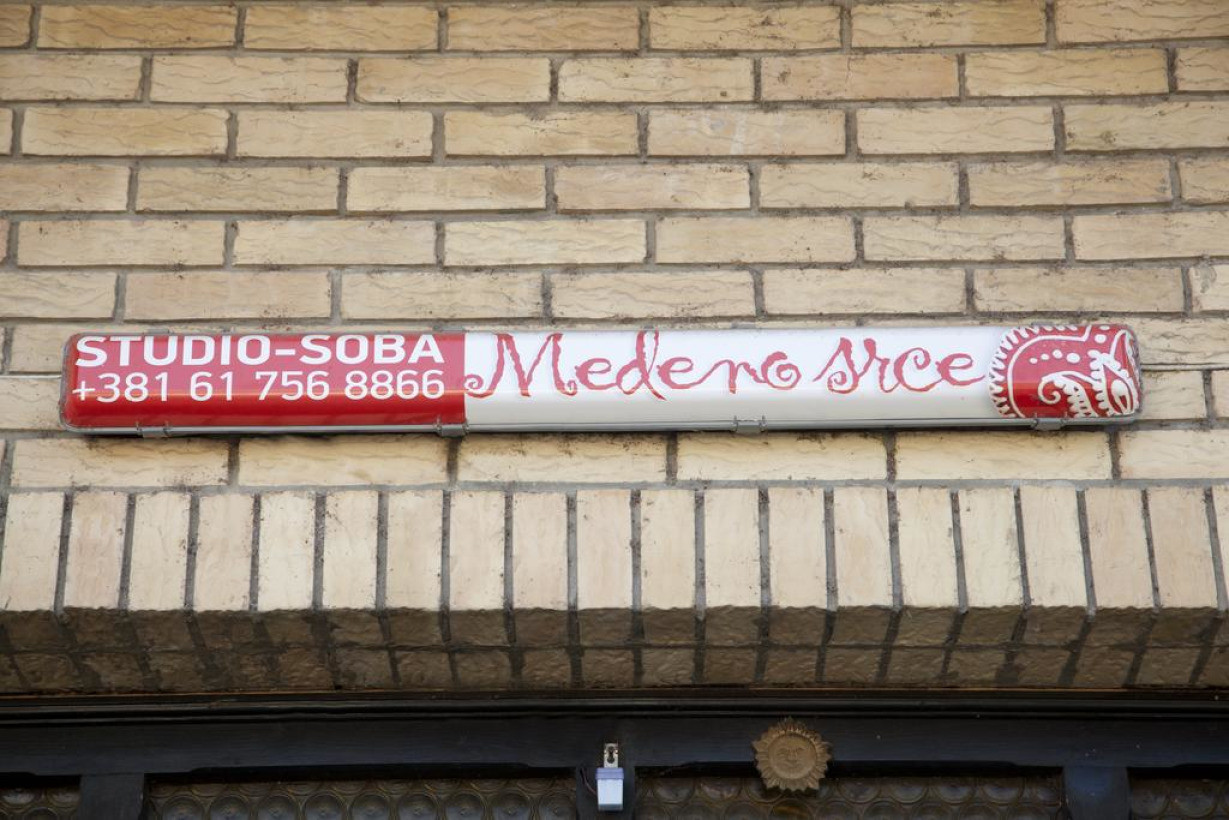 STUDIO-SOBA
+381 61 756 8866
Medeno srce